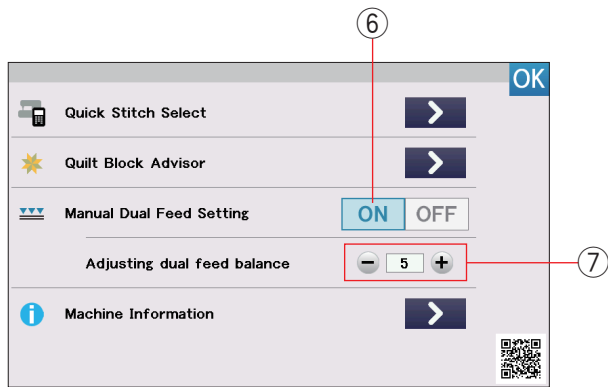 ⑥
OK
Quick Stitch Select
Quilt Block Advisor
Manual Dual Feed Setting ON OFF
Adjusting dual feed balance − 5 + ⑦
Machine Information